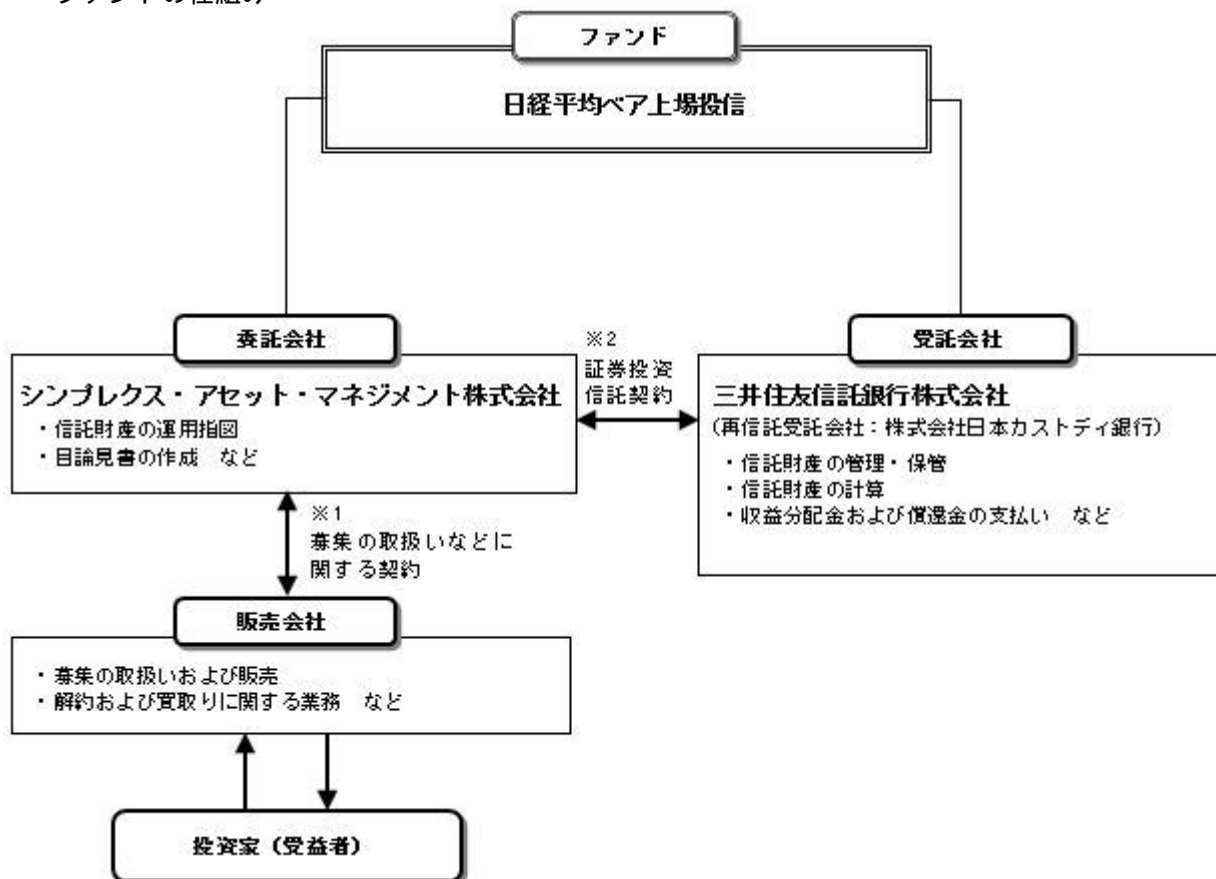 ファンドの仕組み
ファンド
日経平均ベア上場投信
委託会社
シンプレクス・アセット・マネジメント株式会社
・信託財産の運用指図
・目論見書の作成 など
※2
証券投資
信託契約
受託会社
三井住友信託銀行株式会社
(再信託受託会社：株式会社日本カストディ銀行)
・信託財産の管理・保管
・信託財産の計算
・収益分配金および償還金の支払い など
※1
募集の取扱いなどに
関する契約
販売会社
・募集の取扱いおよび販売
・解約および買取りに関する業務 など
投資家（受益者）